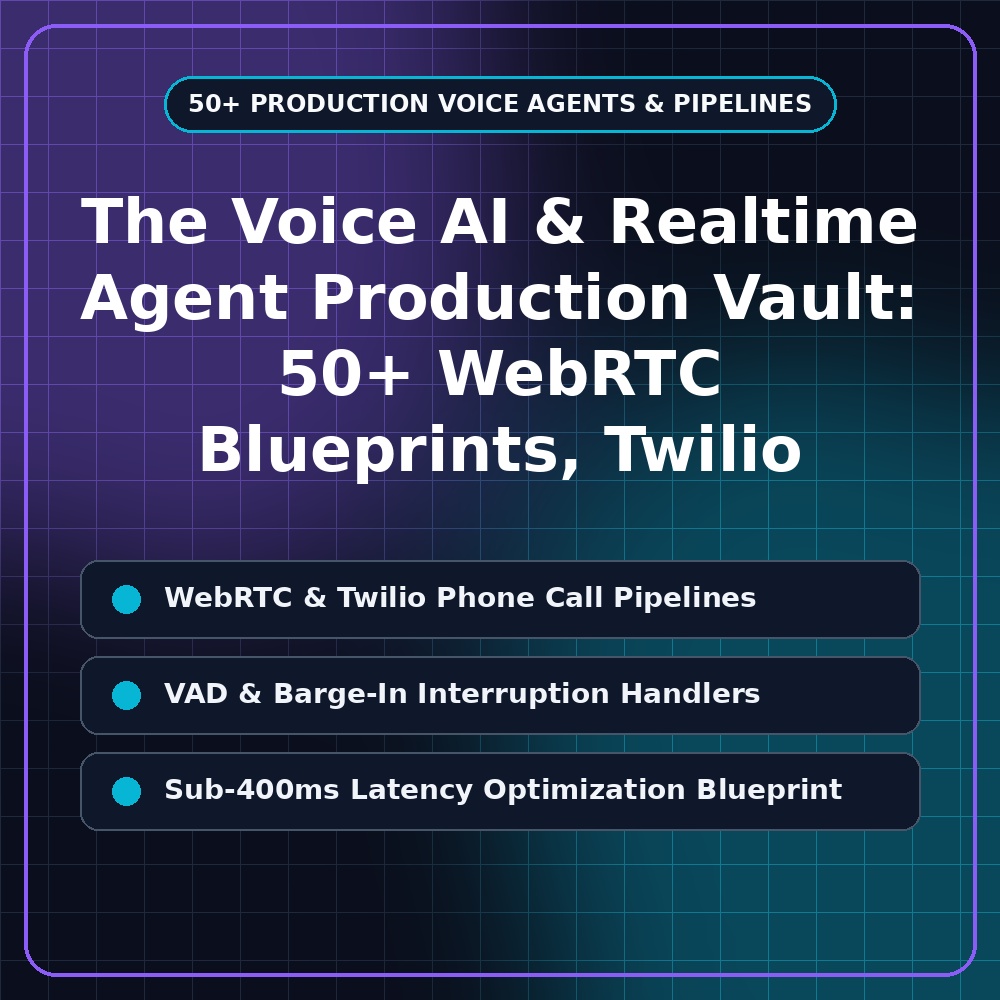 50+ PRODUCTION VOICE AGENTS & PIPELINES
The Voice AI & Realtime
Agent Production Vault:
50+ WebRTC
Blueprints, Twilio
WebRTC & Twilio Phone Call Pipelines
VAD & Barge-In Interruption Handlers
Sub-400ms Latency Optimization Blueprint